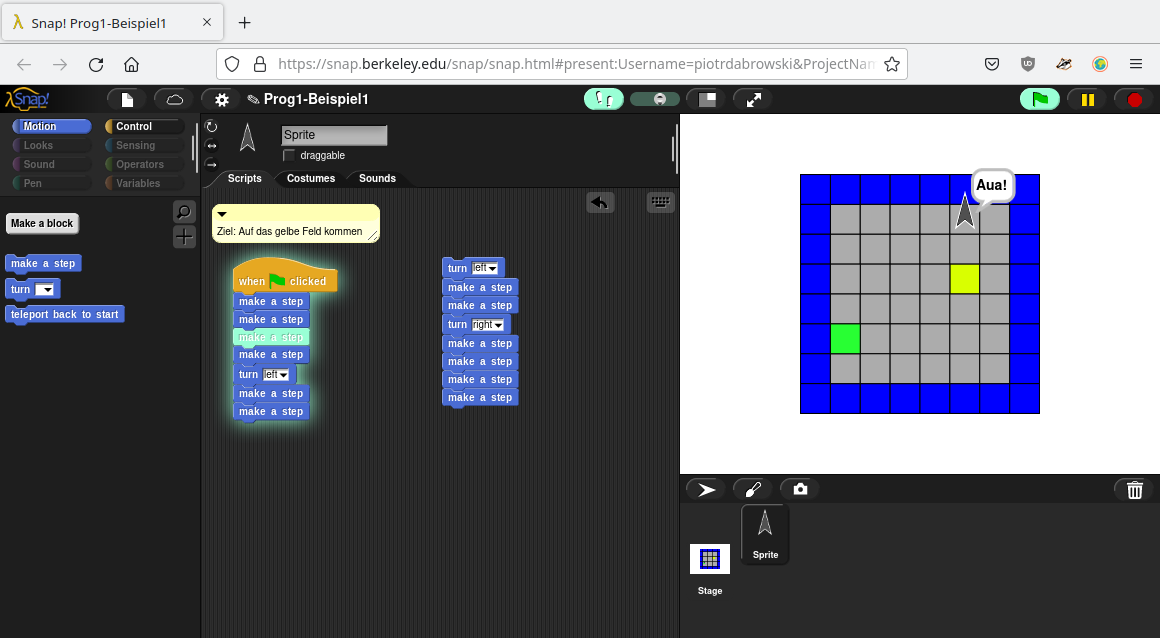 Snap! Prog1-Beispiel1
https://snap.berkeley.edu/snap/snap.html#present:Username=piotrdabrowski&ProjectNam
Snap!
Prog1-Beispiel1
Motion
Control
Looks
Sensing
Sound
Operators
Pen
Variables
Make a block
make a step
turn
teleport back to start
Sprite
draggable
Scripts
Costumes
Sounds
Ziel: Auf das gelbe Feld kommen
when clicked
make a step
make a step
make a step
make a step
turn left
make a step
make a step
turn left
make a step
make a step
turn right
make a step
make a step
make a step
make a step
Aua!
Stage
Sprite